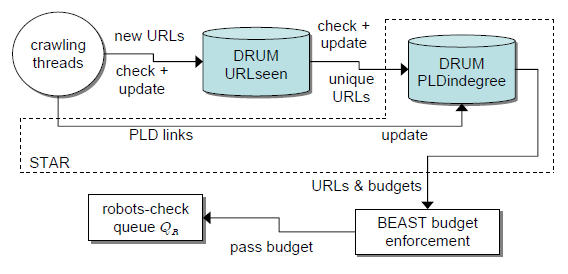 crawling
threads
new URLs
check +
update
DRUM
URLseen
check +
update
unique
URLs
DRUM
PLDindegree
PLD links
update
STAR
URLs & budgets
robots-check
queue Q_R
pass budget
BEAST budget
enforcement